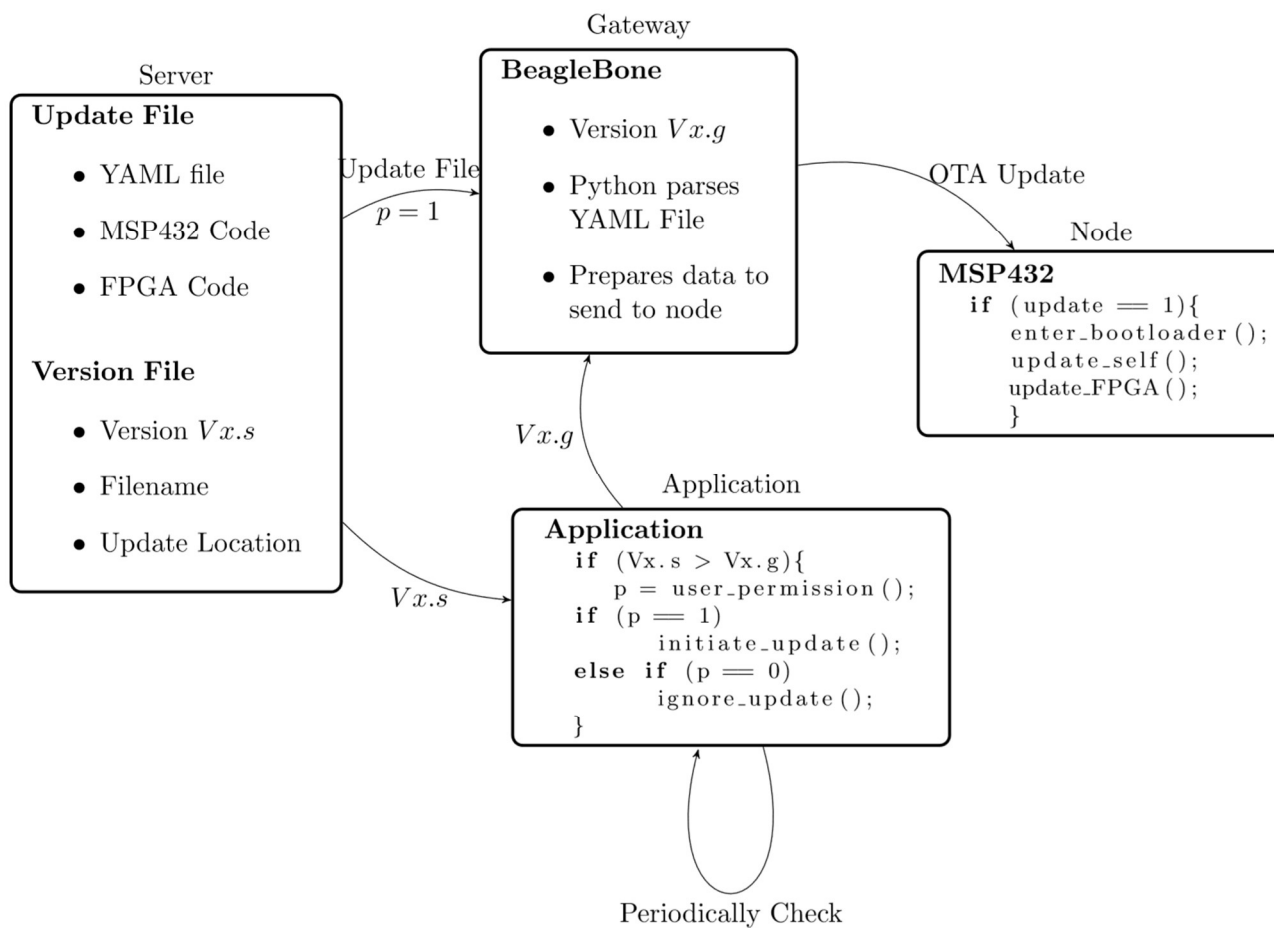 Server
Update File
• YAML file
• MSP432 Code
• FPGA Code
Version File
• Version Vx.s
• Filename
• Update Location
Update File
p = 1
Gateway
BeagleBone
• Version Vx.g
• Python parses
YAML File
• Prepares data to
send to node
OTA Update
Node
MSP432
if (update == 1){
enter_bootloader();
update_self();
update_FPGA();
}
Vx.g
Vx.s
Application
Application
if (Vx.s > Vx.g){
p = user_permission();
if (p == 1)
initiate_update();
else if (p == 0)
ignore_update();
}
Periodically Check